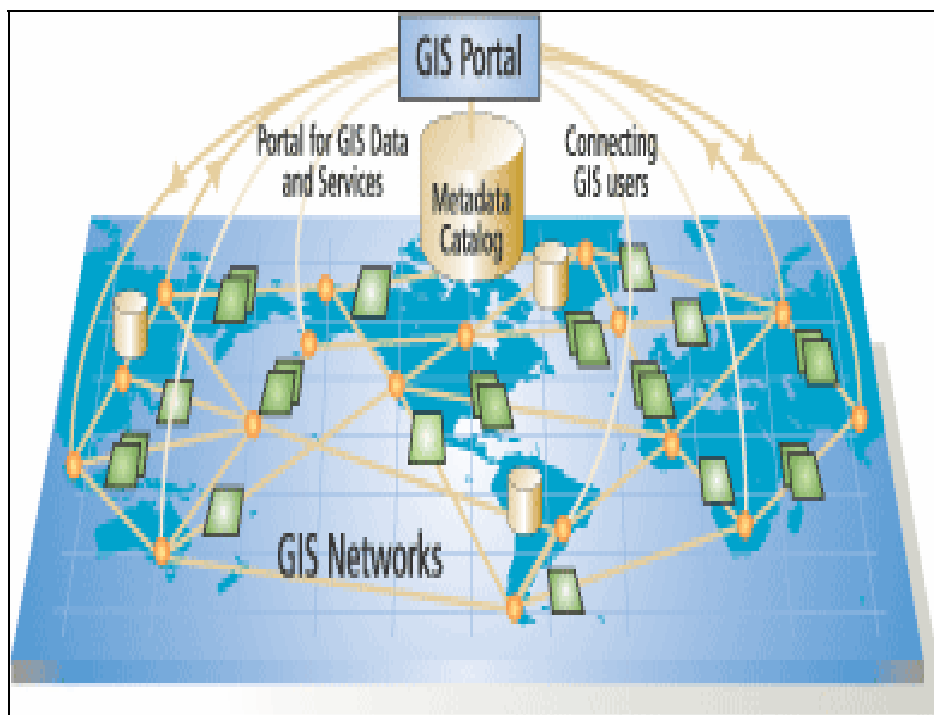 GIS Portal
Portal for GIS Data
and Services
Connecting
GIS users
Metadata
Catalog
GIS Networks